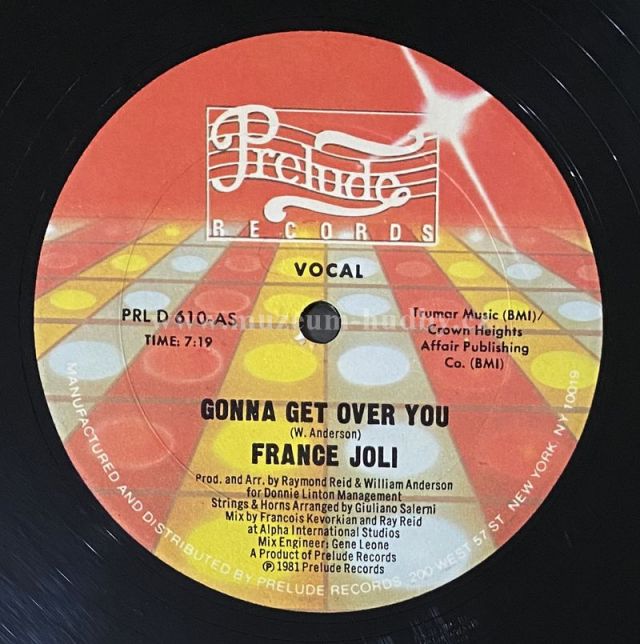 Prelude
RECORDS
VOCAL
PRL D 610-AS
TIME: 7:19
Trumar Music (BMI)/
Crown Heights
Affair Publishing
Co. (BMI)
www.muzeum-hudby.cz
GONNA GET OVER YOU
(W. Anderson)
FRANCE JOLI
Prod. and Arr. by Raymond Reid & William Anderson
for Donnie Linton Management
Strings & Horns Arranged by Giuliano Salerni
Mix by Francois Kevorkian and Ray Reid
at Alpha International Studios
Mix Engineer: Gene Leone
A Product of Prelude Records
℗ 1981 Prelude Records
MANUFACTURED AND DISTRIBUTED BY PRELUDE RECORDS, 200 WEST 57 ST. NEW YORK, NY 10019